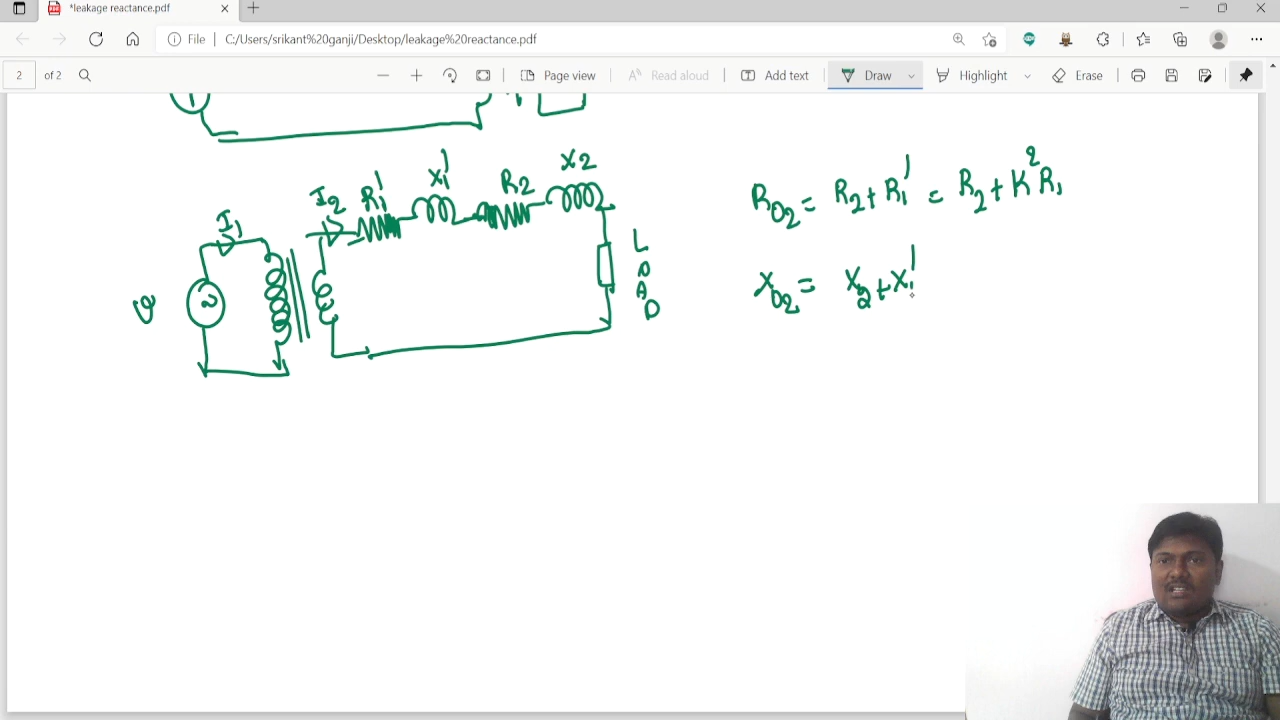 *leakage reactance.pdf
File C:/Users/srikant%20ganji/Desktop/leakage%20reactance.pdf
2 of 2 Page view Read aloud Add text Draw Highlight Erase
I1 I2 R1' X1' R2 X2
LOAD
R02 = R2 + R1' = R2 + K²R1
X02 = X2 + X1'